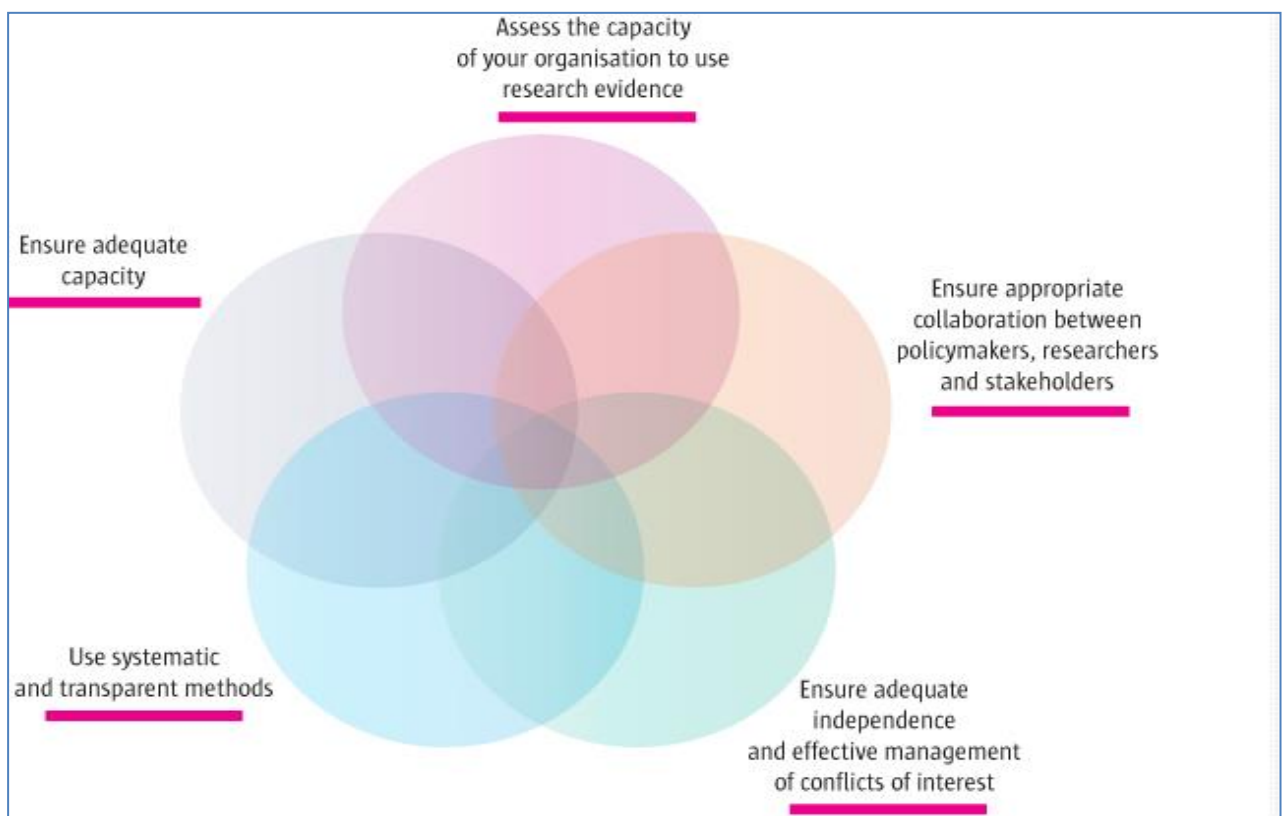 Assess the capacity
of your organisation to use
research evidence
Ensure adequate
capacity
Ensure appropriate
collaboration between
policymakers, researchers
and stakeholders
Use systematic
and transparent methods
Ensure adequate
independence
and effective management
of conflicts of interest